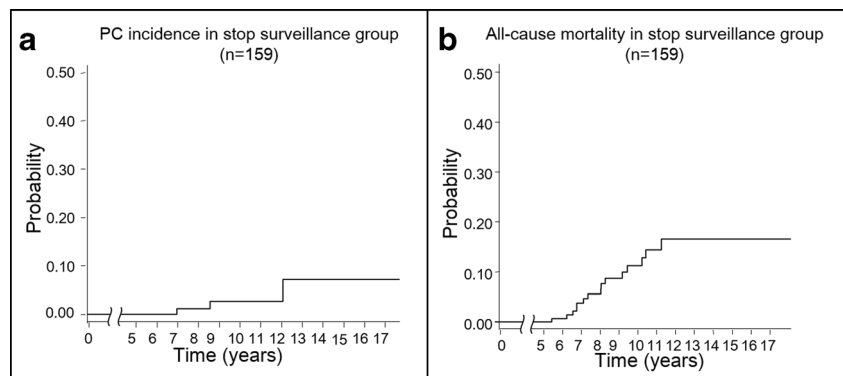 a
PC incidence in stop surveillance group
(n=159)
0.50
0.40
0.30
0.20
0.10
0.00
Probability
0 5 6 7 8 9 10 11 12 13 14 15 16 17
Time (years)
b
All-cause mortality in stop surveillance group
(n=159)
0.50
0.40
0.30
0.20
0.10
0.00
Probability
0 5 6 7 8 9 10 11 12 13 14 15 16 17
Time (years)